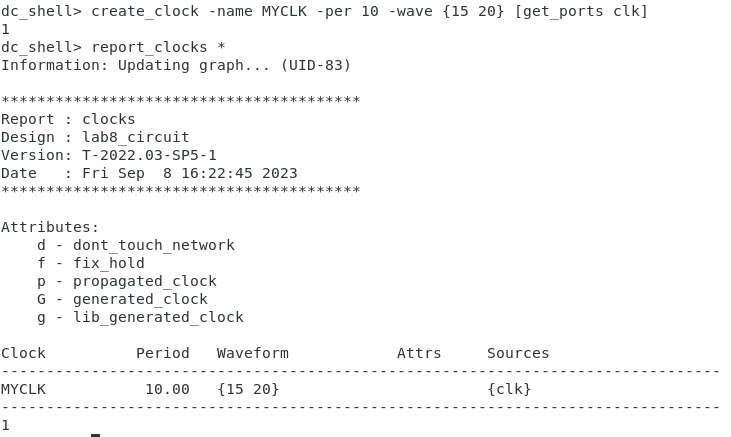 dc_shell> create_clock -name MYCLK -per 10 -wave {15 20} [get_ports clk]
1
dc_shell> report_clocks *
Information: Updating graph... (UID-83)
****************************************
Report : clocks
Design : lab8_circuit
Version: T-2022.03-SP5-1
Date   : Fri Sep  8 16:22:45 2023
****************************************
Attributes:
    d - dont_touch_network
    f - fix_hold
    p - propagated_clock
    G - generated_clock
    g - lib_generated_clock
Clock          Period   Waveform            Attrs     Sources
--------------------------------------------------------------------------------
MYCLK           10.00   {15 20}                       {clk}
--------------------------------------------------------------------------------
1